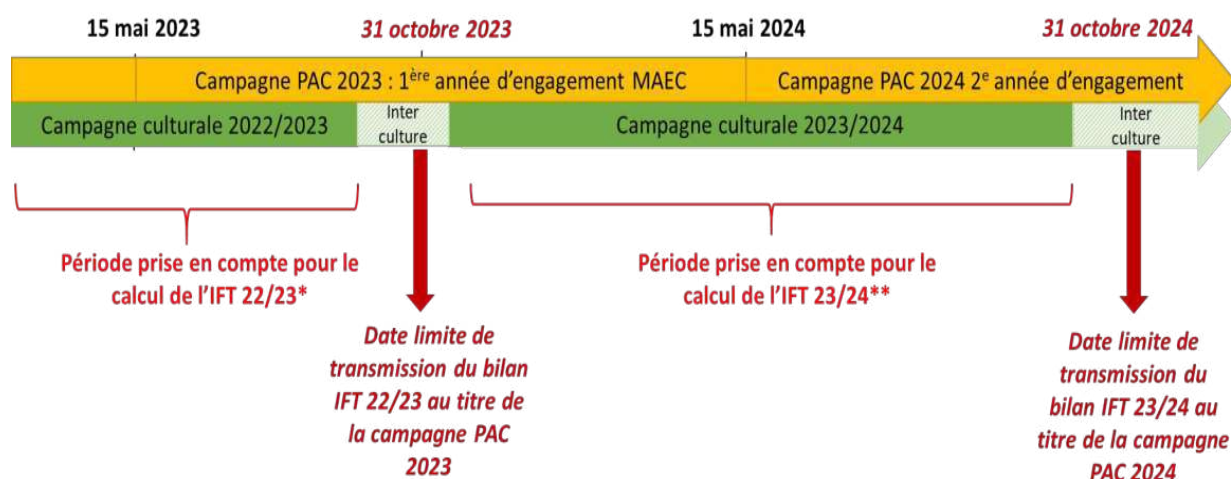 15 mai 2023
31 octobre 2023
15 mai 2024
31 octobre 2024
Campagne PAC 2023 : 1ère année d'engagement MAEC
Campagne PAC 2024 2e année d'engagement
Campagne culturale 2022/2023
Inter
culture
Campagne culturale 2023/2024
Inter
culture
Période prise en compte pour le
calcul de l'IFT 22/23*
Période prise en compte pour le
calcul de l'IFT 23/24**
Date limite de
transmission du bilan
IFT 22/23 au titre de
la campagne PAC
2023
Date limite de
transmission du
bilan IFT 23/24 au
titre de la campagne
PAC 2024